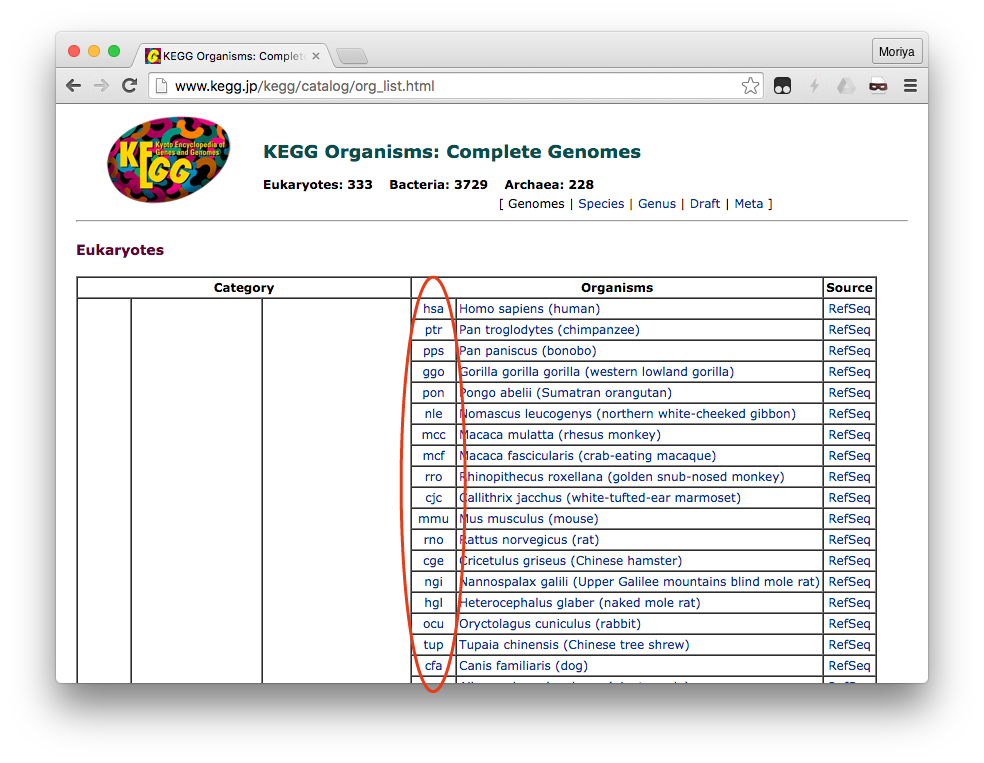 KEGG Organisms: Complete
Moriya
www.kegg.jp/kegg/catalog/org_list.html
KEGG
Kyoto Encyclopedia of
Genes and Genomes
KEGG Organisms: Complete Genomes
Eukaryotes: 333 Bacteria: 3729 Archaea: 228
[ Genomes | Species | Genus | Draft | Meta ]
Eukaryotes
Category Organisms Source
hsa Homo sapiens (human) RefSeq
ptr Pan troglodytes (chimpanzee) RefSeq
pps Pan paniscus (bonobo) RefSeq
ggo Gorilla gorilla gorilla (western lowland gorilla) RefSeq
pon Pongo abelii (Sumatran orangutan) RefSeq
nle Nomascus leucogenys (northern white-cheeked gibbon) RefSeq
mcc Macaca mulatta (rhesus monkey) RefSeq
mcf Macaca fascicularis (crab-eating macaque) RefSeq
rro Rhinopithecus roxellana (golden snub-nosed monkey) RefSeq
cjc Callithrix jacchus (white-tufted-ear marmoset) RefSeq
mmu Mus musculus (mouse) RefSeq
rno Rattus norvegicus (rat) RefSeq
cge Cricetulus griseus (Chinese hamster) RefSeq
ngi Nannospalax galili (Upper Galilee mountains blind mole rat) RefSeq
hgl Heterocephalus glaber (naked mole rat) RefSeq
ocu Oryctolagus cuniculus (rabbit) RefSeq
tup Tupaia chinensis (Chinese tree shrew) RefSeq
cfa Canis familiaris (dog) RefSeq